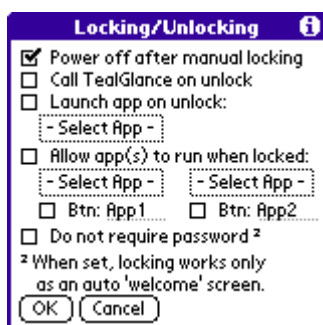 Locking/Unlocking i
Power off after manual locking
Call TealGlance on unlock
Launch app on unlock:
- Select App -
Allow app(s) to run when locked:
- Select App - - Select App -
Btn: App1 Btn: App2
Do not require password ²
² When set, locking works only
as an auto 'welcome' screen.
OK Cancel